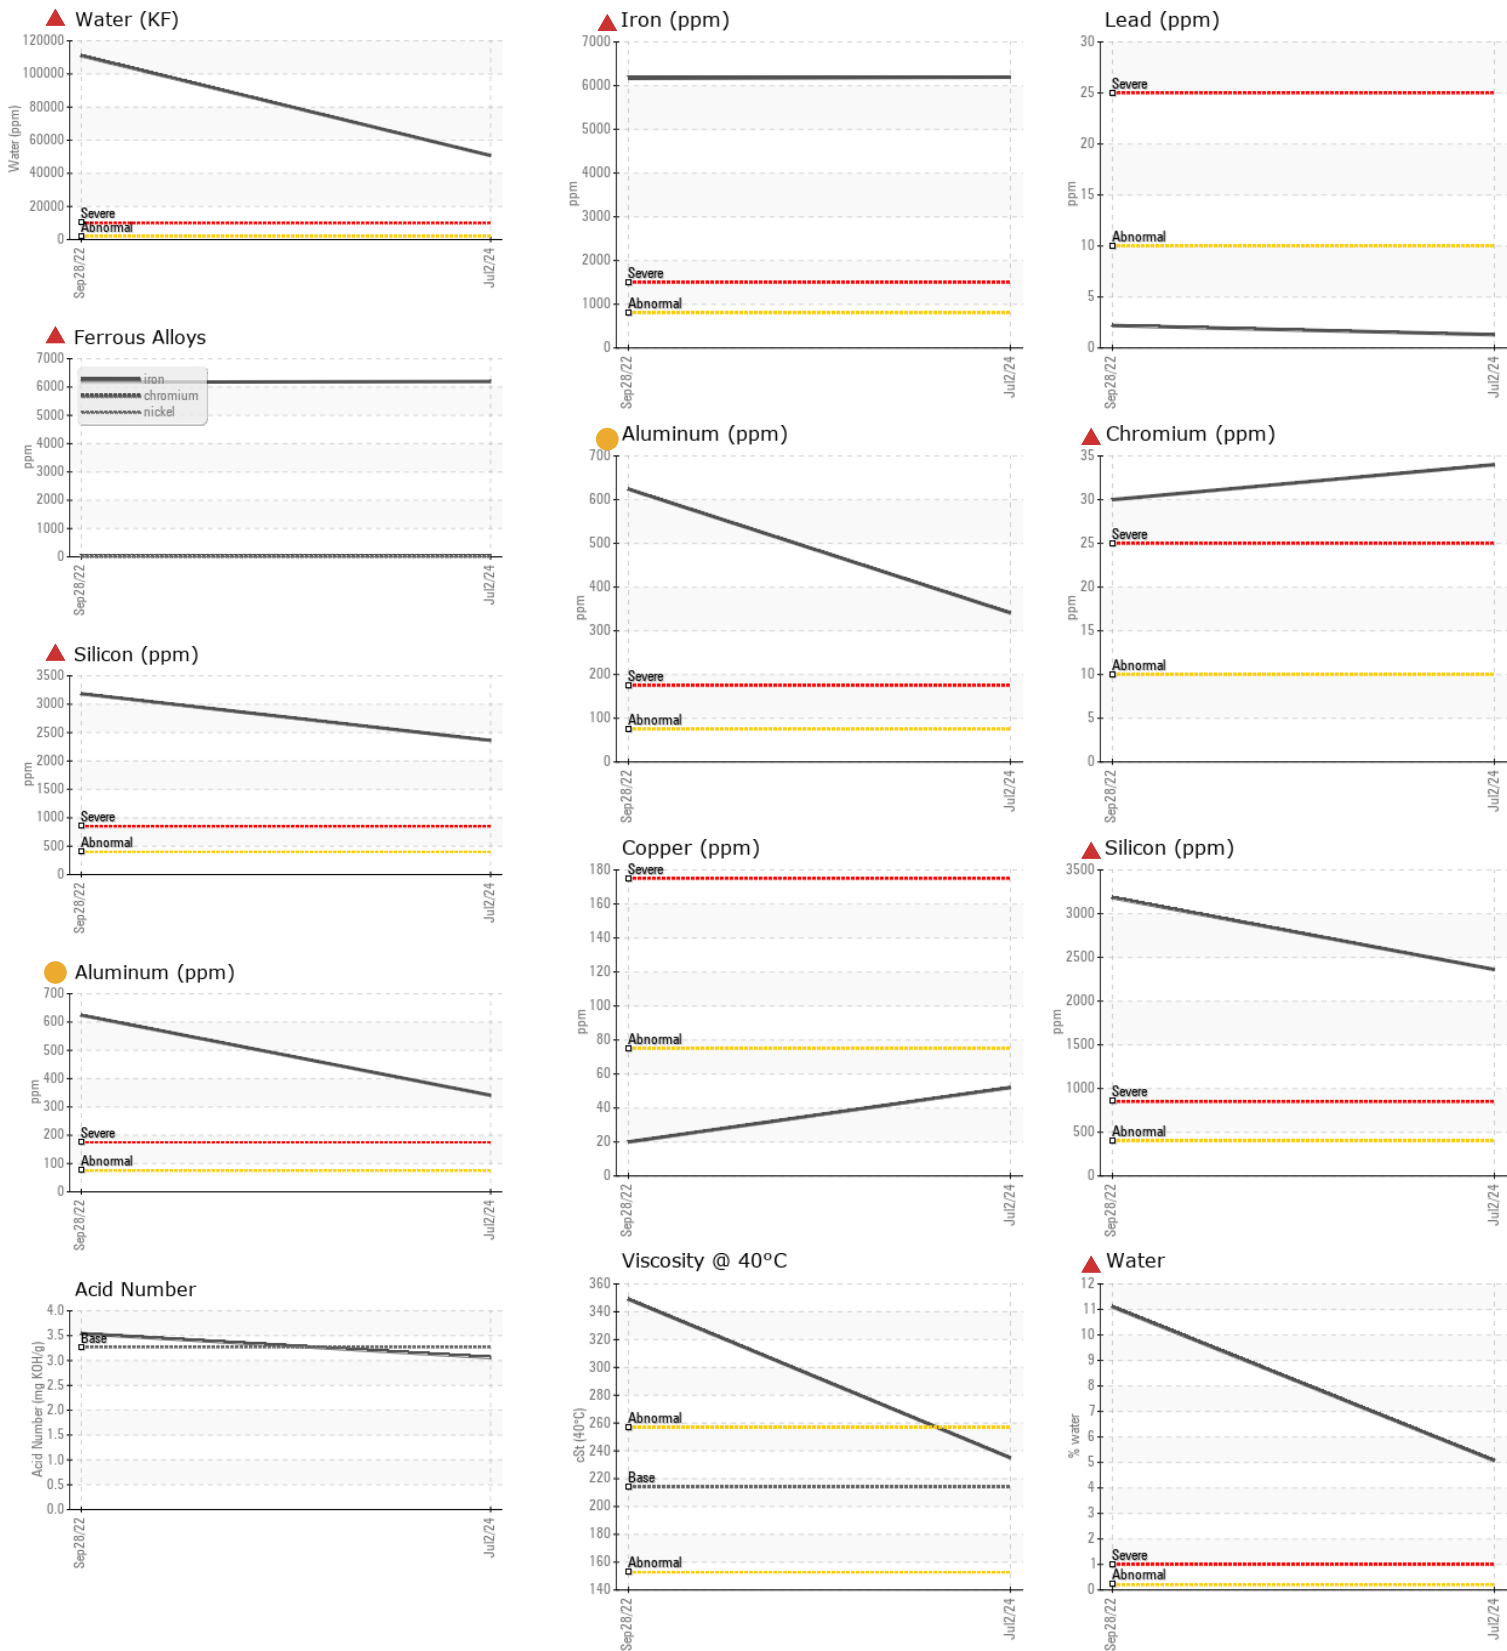 Water (KF)
120000
100000
80000
60000
40000
20000
0
Water (ppm)
Severe
Abnormal
Sep28/22
Jul2/24
Ferrous Alloys
7000
6000
5000
4000
3000
2000
1000
0
ppm
iron
chromium
nickel
Sep28/22
Jul2/24
Silicon (ppm)
3500
3000
2500
2000
1500
1000
500
0
ppm
Severe
Abnormal
Sep28/22
Jul2/24
Aluminum (ppm)
700
600
500
400
300
200
100
0
ppm
Severe
Abnormal
Sep28/22
Jul2/24
Acid Number
4.0
3.5
3.0
2.5
2.0
1.5
1.0
0.5
0.0
Acid Number (mg KOH/g)
Base
Sep28/22
Jul2/24
Iron (ppm)
7000
6000
5000
4000
3000
2000
1000
0
ppm
Severe
Abnormal
Sep28/22
Jul2/24
Aluminum (ppm)
700
600
500
400
300
200
100
0
ppm
Severe
Abnormal
Sep28/22
Jul2/24
Copper (ppm)
180
160
140
120
100
80
60
40
20
0
ppm
Severe
Abnormal
Sep28/22
Jul2/24
Viscosity @ 40°C
360
340
320
300
280
260
240
220
200
180
160
140
cSt (40°C)
Abnormal
Base
Abnormal
Sep28/22
Jul2/24
Lead (ppm)
30
25
20
15
10
5
0
ppm
Severe
Abnormal
Sep28/22
Jul2/24
Chromium (ppm)
35
30
25
20
15
10
5
0
ppm
Severe
Abnormal
Sep28/22
Jul2/24
Silicon (ppm)
3500
3000
2500
2000
1500
1000
500
0
ppm
Severe
Abnormal
Sep28/22
Jul2/24
Water
12
11
10
9
8
7
6
5
4
3
2
1
0
% water
Severe
Abnormal
Sep28/22
Jul2/24